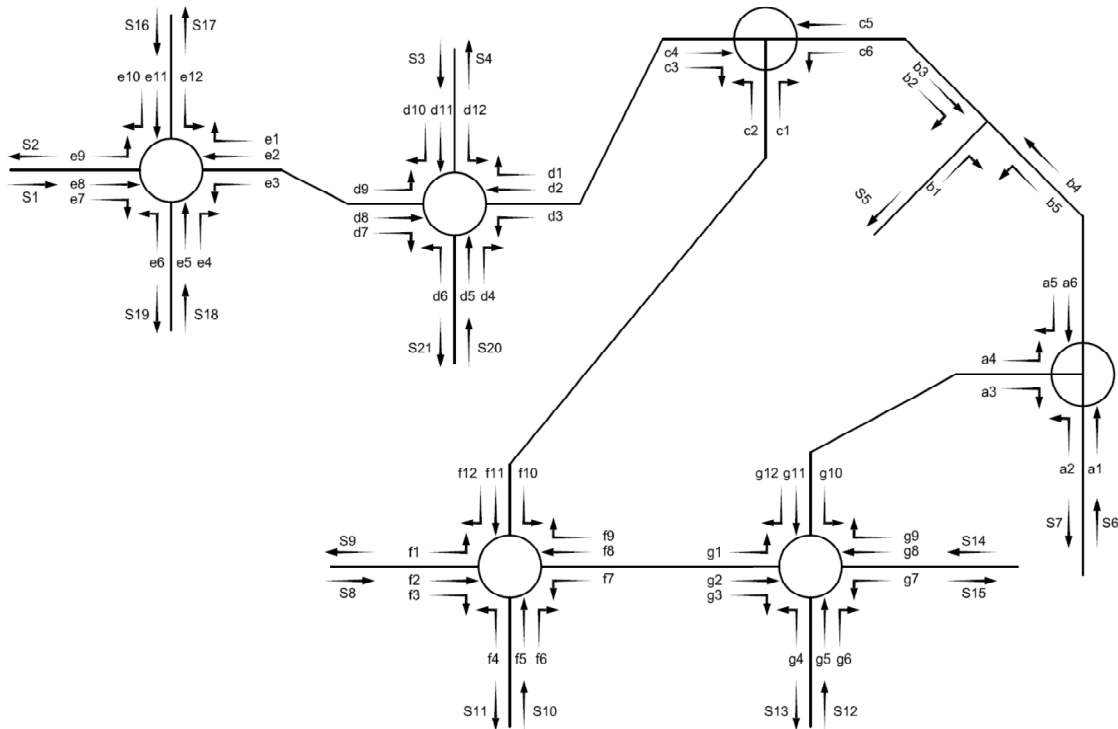 S16 S17
S3 S4
c5
c4 c6
c3
b3
b2
e10 e11 e12
d10 d11 d12
c2 c1
S2 e9 e1
e2
S1 e8 e3
e7
d9 d1
d2
d8 d3
d7
b1 b4
S5 b5
e6 e5 e4
d6 d5 d4
S19 S18
S21 S20
a5 a6
a4
a3
a2 a1
S7 S6
f12 f11 f10
g12 g11 g10
S9 f1 f9 g1 g9 S14
f8 g8
S8 f2 g2
f3 f7 g3 g7 S15
f4 f5 f6
g4 g5 g6
S11 S10
S13 S12